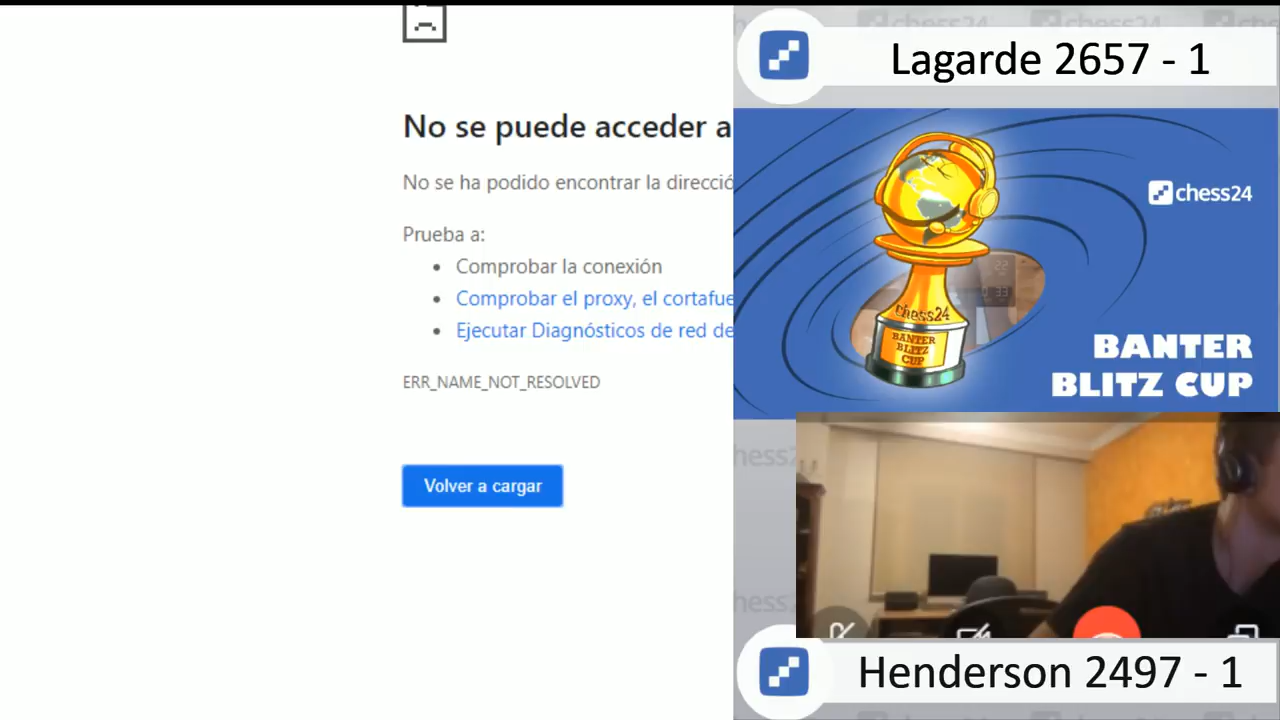 No se puede acceder a
No se ha podido encontrar la direcció
Prueba a:
Comprobar la conexión
Comprobar el proxy, el cortafue
Ejecutar Diagnósticos de red de
ERR_NAME_NOT_RESOLVED
Volver a cargar
chess24
chess24
Lagarde 2657 - 1
chess24
chess24
BANTER
BLITZ
CUP
BANTER
BLITZ CUP
Henderson 2497 - 1